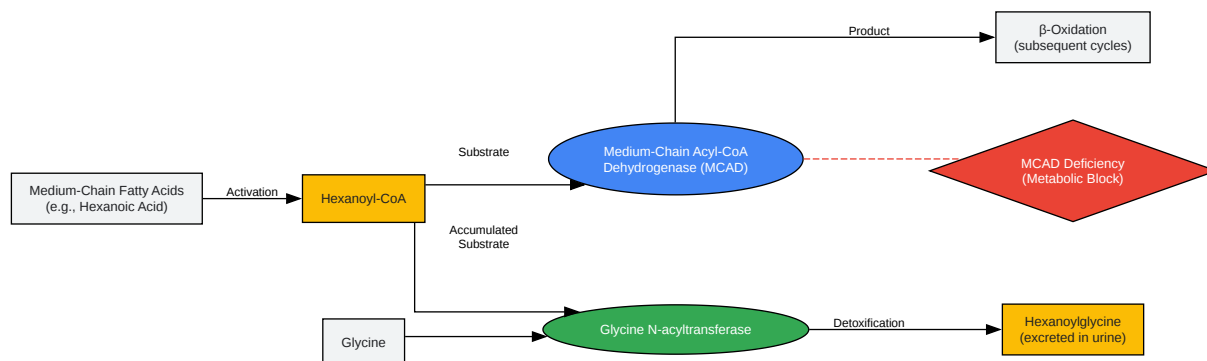 Product
β-Oxidation
(subsequent cycles)
Substrate
Medium-Chain Acyl-CoA
Dehydrogenase (MCAD)
MCAD Deficiency
(Metabolic Block)
Medium-Chain Fatty Acids
(e.g., Hexanoic Acid)
Activation
Hexanoyl-CoA
Accumulated
Substrate
Glycine
Glycine N-acyltransferase
Detoxification
Hexanoylglycine
(excreted in urine)